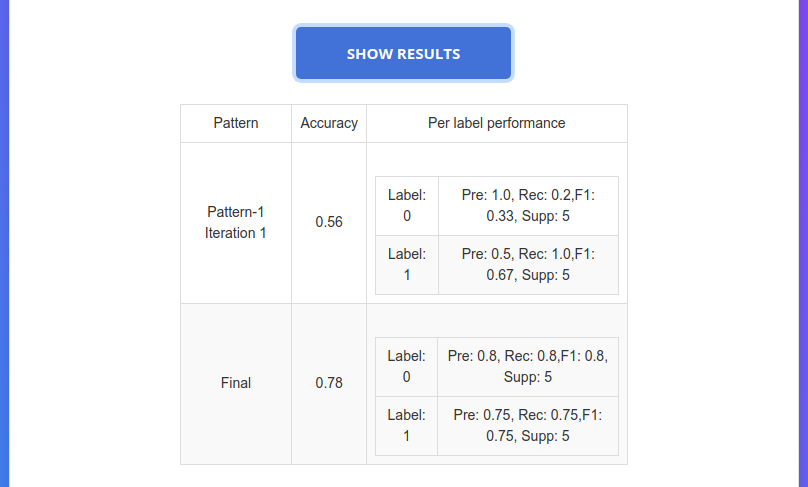 SHOW RESULTS
Pattern Accuracy Per label performance
Pattern-1
Iteration 1
0.56
Label:
0
Pre: 1.0, Rec: 0.2,F1:
0.33, Supp: 5
Label:
1
Pre: 0.5, Rec: 1.0,F1:
0.67, Supp: 5
Final
0.78
Label:
0
Pre: 0.8, Rec: 0.8,F1: 0.8,
Supp: 5
Label:
1
Pre: 0.75, Rec: 0.75,F1:
0.75, Supp: 5